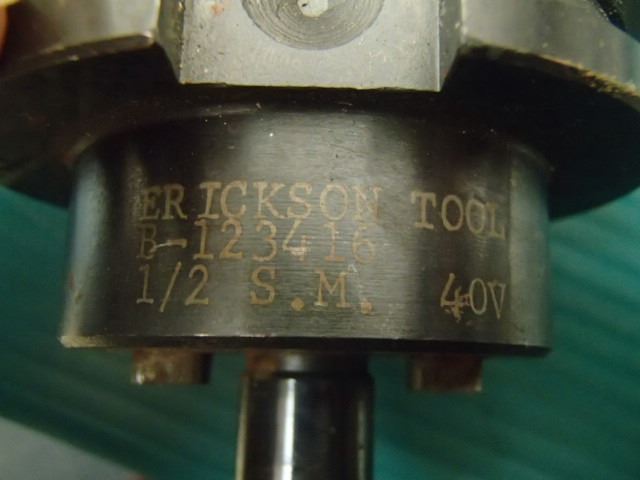 ERICKSON TOOL
B-123416
1/2 S.M. 40V